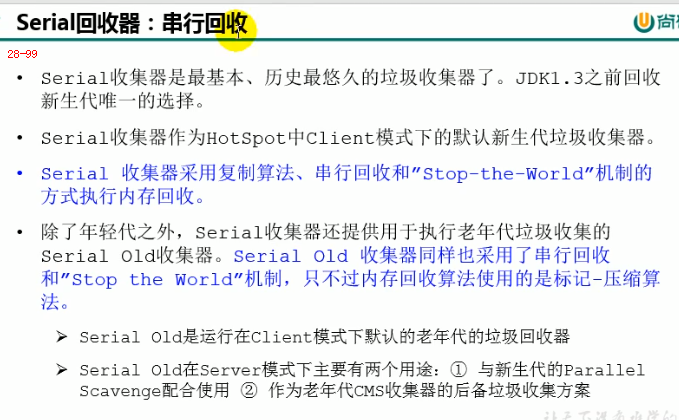 Serial回收器：串行回收
尚硅
28-99
• Serial收集器是最基本、历史最悠久的垃圾收集器了。JDK1.3之前回收
新生代唯一的选择。
• Serial收集器作为HotSpot中Client模式下的默认新生代垃圾收集器。
• Serial 收集器采用复制算法、串行回收和"Stop-the-World"机制的
方式执行内存回收。
• 除了年轻代之外，Serial收集器还提供用于执行老年代垃圾收集的
Serial Old收集器。Serial Old 收集器同样也采用了串行回收
和"Stop the World"机制，只不过内存回收算法使用的是标记-压缩算
法。
➢ Serial Old是运行在Client模式下默认的老年代的垃圾回收器
➢ Serial Old在Server模式下主要有两个用途：① 与新生代的Parallel
Scavenge配合使用 ② 作为老年代CMS收集器的后备垃圾收集方案